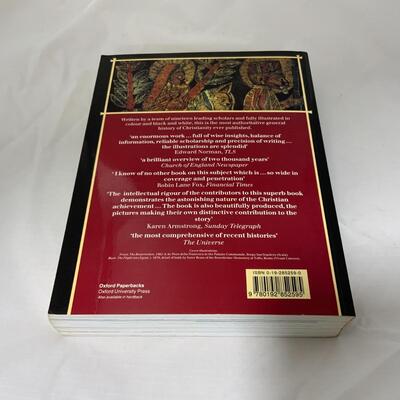 Written by a team of nineteen leading scholars and fully illustrated in
colour and black and white, this is the most authoritative general
history of Christianity ever published.
'an enormous work ... full of wise insights, balance of
information, reliable scholarship and precision of writing ...
the illustrations are splendid'
Edward Norman, TLS
'a brilliant overview of two thousand years'
Church of England Newspaper
'I know of no other book on this subject which is ... so wide in
coverage and penetration'
Robin Lane Fox, Financial Times
'The intellectual rigour of the contributors to this superb book
demonstrates the astonishing nature of the Christian
achievement ... The book is also beautifully produced, the
pictures making their own distinctive contribution to the
story'
Karen Armstrong, Sunday Telegraph
'the most comprehensive of recent histories'
The Universe
Cover illustrations:
Oxford Paperbacks
Oxford University Press
Also available in hardback
ISBN 0-19-285259-0
9 780192 852595